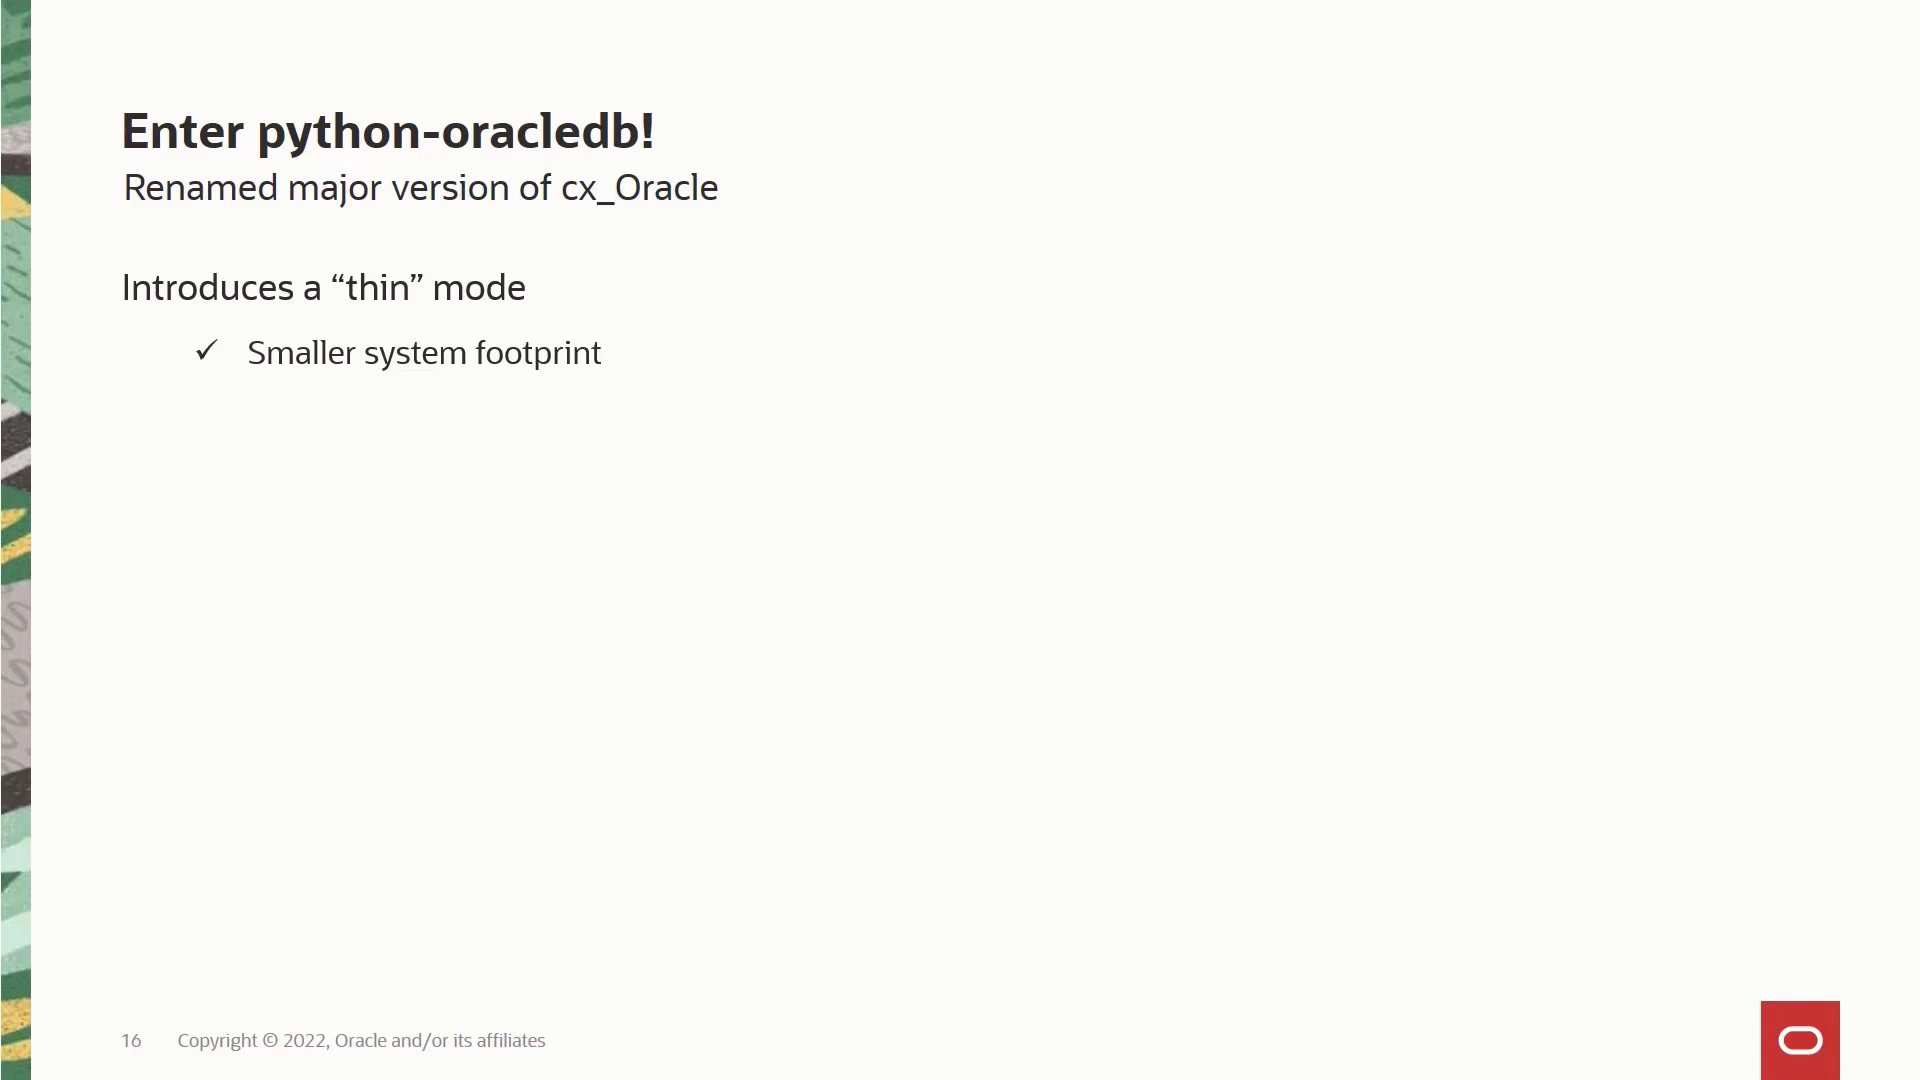 Enter python-oracledb!
Renamed major version of cx_Oracle
Introduces a “thin” mode
✓ Smaller system footprint
16 Copyright © 2022, Oracle and/or its affiliates